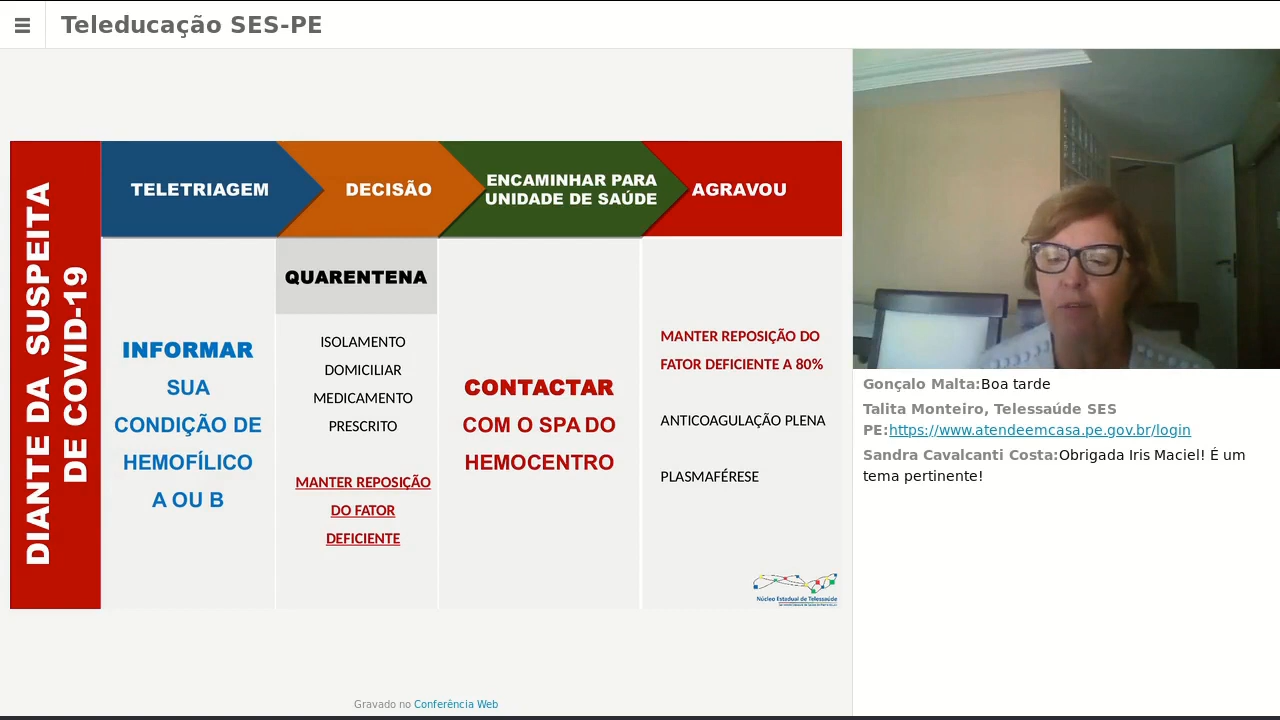 Teleducação SES-PE
DIANTE DA SUSPEITA
DE COVID-19
TELETRIAGEM
DECISÃO
ENCAMINHAR PARA
UNIDADE DE SAÚDE
AGRAVOU
INFORMAR
SUA
CONDIÇÃO DE
HEMOFÍLICO
A OU B
QUARENTENA
ISOLAMENTO
DOMICILIAR
MEDICAMENTO
PRESCRITO
MANTER REPOSIÇÃO
DO FATOR
DEFICIENTE
CONTACTAR
COM O SPA DO
HEMOCENTRO
MANTER REPOSIÇÃO DO
FATOR DEFICIENTE A 80%
ANTICOAGULAÇÃO PLENA
PLASMAFÉRESE
Núcleo Estadual de Telessaúde
Gravado no Conferência Web
Gonçalo Malta:Boa tarde
Talita Monteiro, Telessaúde SES
PE:https://www.atendeemcasa.pe.gov.br/login
Sandra Cavalcanti Costa:Obrigada Iris Maciel! É um
tema pertinente!